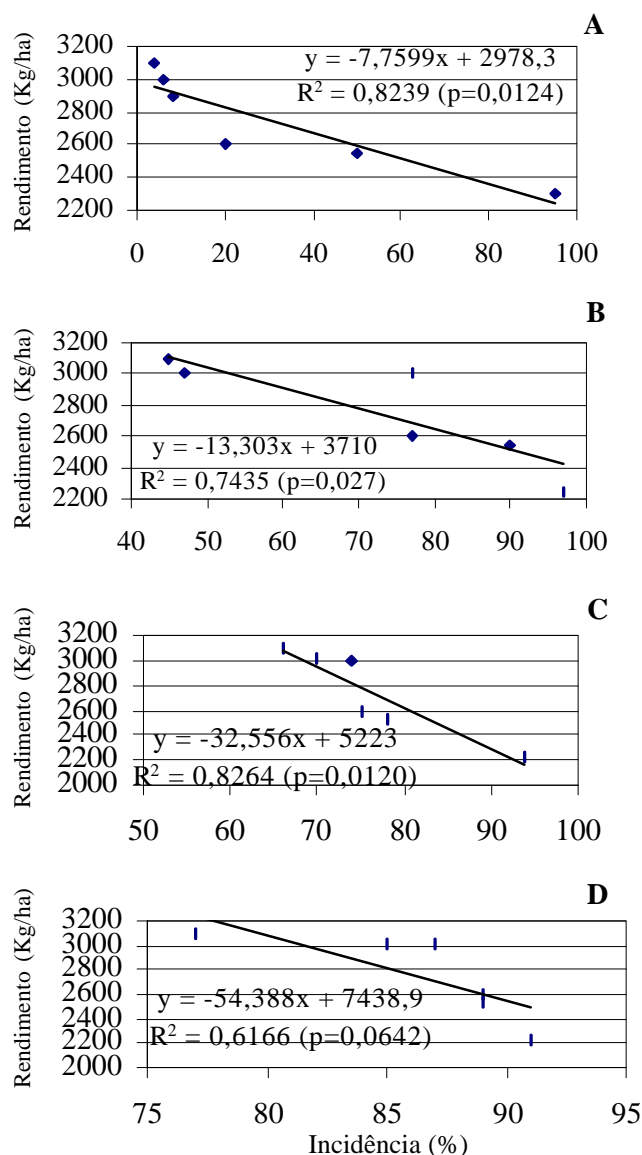 A
Rendimento (Kg/ha)
3200
3000
2800
2600
2400
2200
y = -7,7599x + 2978,3
R² = 0,8239 (p=0,0124)
0 20 40 60 80 100
B
Rendimento (Kg/ha)
3200
3000
2800
2600
2400
2200
y = -13,303x + 3710
R² = 0,7435 (p=0,027)
40 50 60 70 80 90 100
C
Rendimento (Kg/ha)
3200
3000
2800
2600
2400
2200
2000
y = -32,556x + 5223
R² = 0,8264 (p=0,0120)
50 60 70 80 90 100
D
Rendimento (Kg/ha)
3200
3000
2800
2600
2400
2200
2000
y = -54,388x + 7438,9
R² = 0,6166 (p=0,0642)
75 80 85 90 95
Incidência (%)